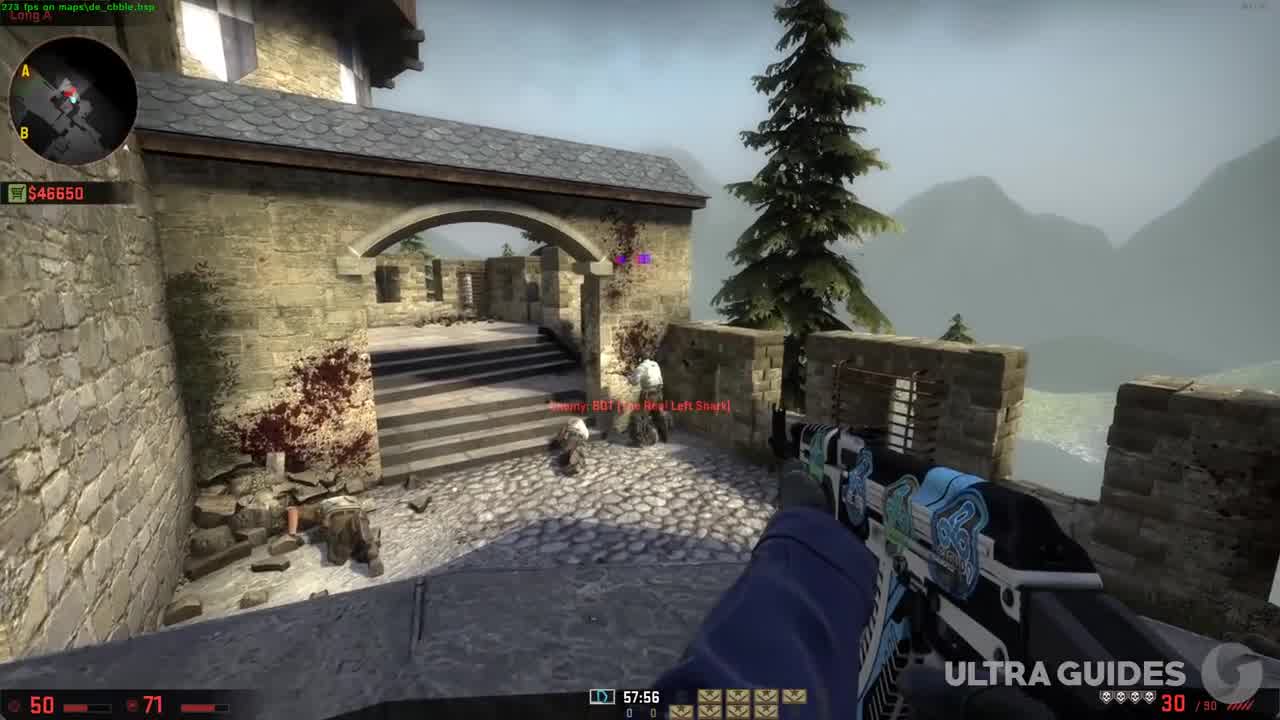 273 fps on maps\de_cbble.bsp
Long A
A
B
$46650
Enemy: BOT [The Real Left Shark]
ULTRA GUIDES
50
71
57:56
0 0
30 / 90